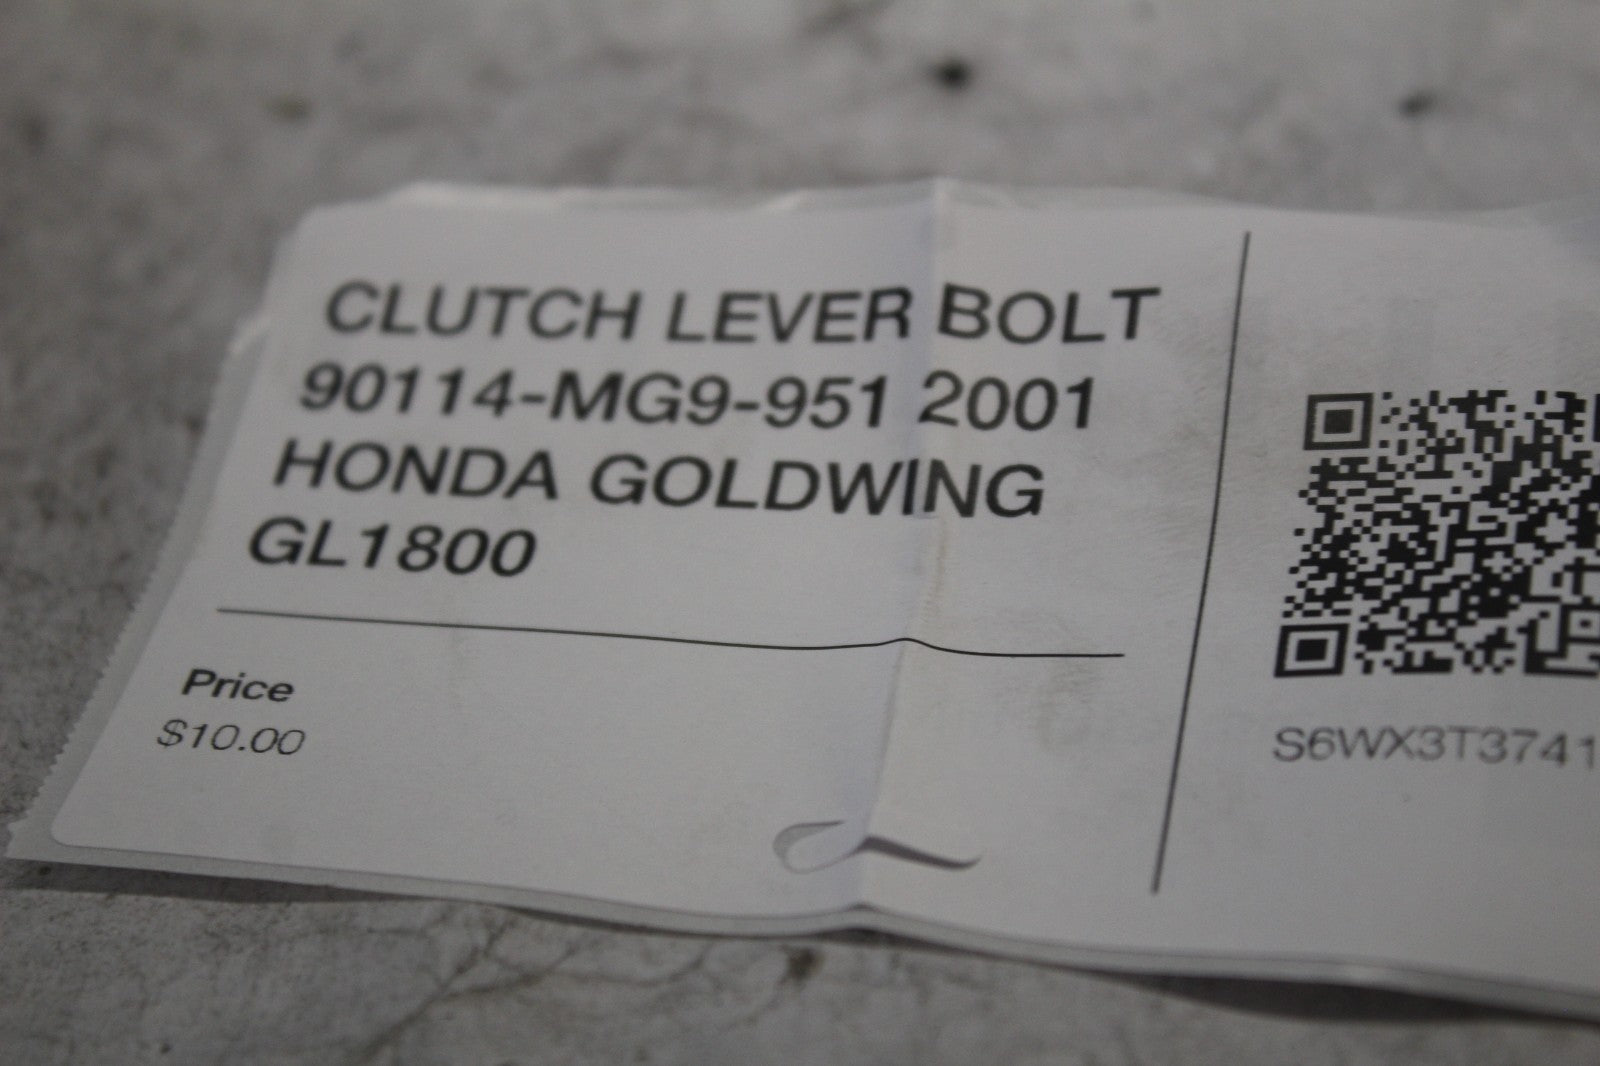 CLUTCH LEVER BOLT
90114-MG9-951 2001
HONDA GOLDWING
GL1800
Price
$10.00
S6WX3T3741